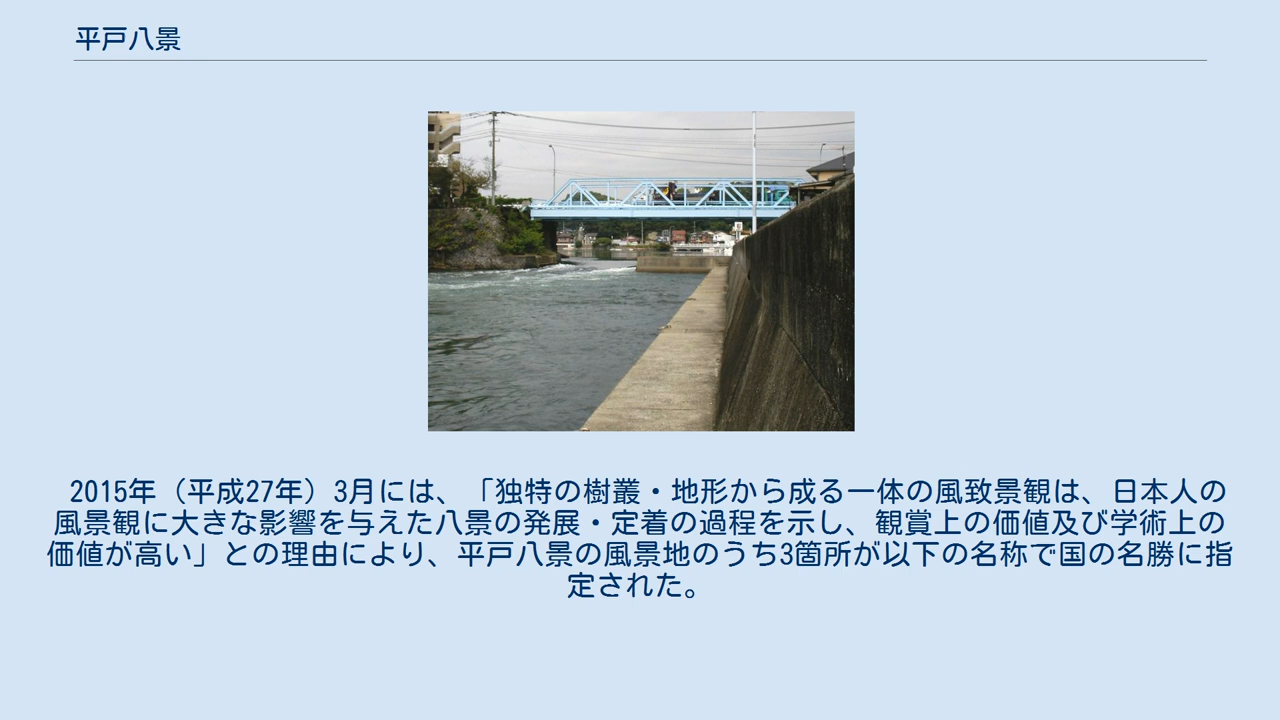 平戸八景
2015年（平成27年）3月には、「独特の樹叢・地形から成る一体の風致景観は、日本人の
風景観に大きな影響を与えた八景の発展・定着の過程を示し、観賞上の価値及び学術上の
価値が高い」との理由により、平戸八景の風景地のうち3箇所が以下の名称で国の名勝に指
定された。